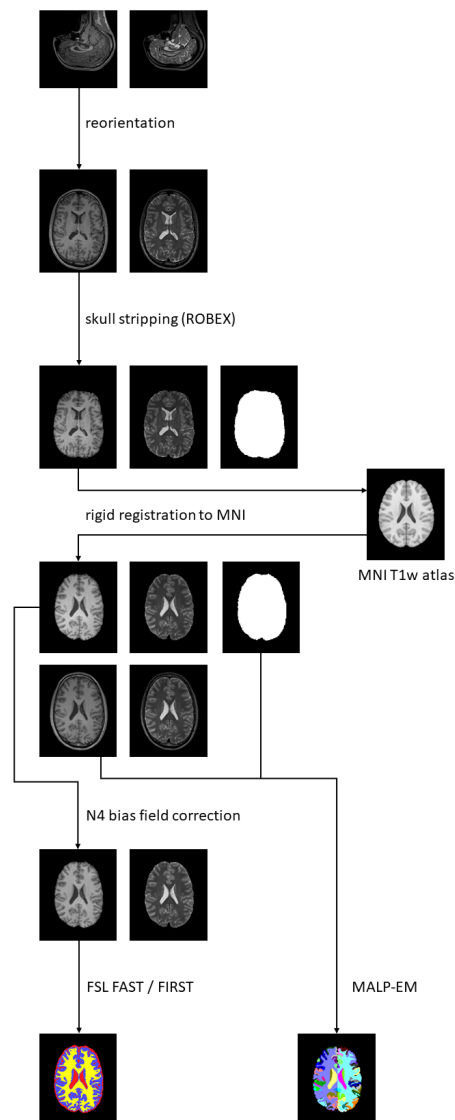 reorientation
skull stripping (ROBEX)
rigid registration to MNI
MNI T1w atlas
N4 bias field correction
FSL FAST / FIRST
MALP-EM